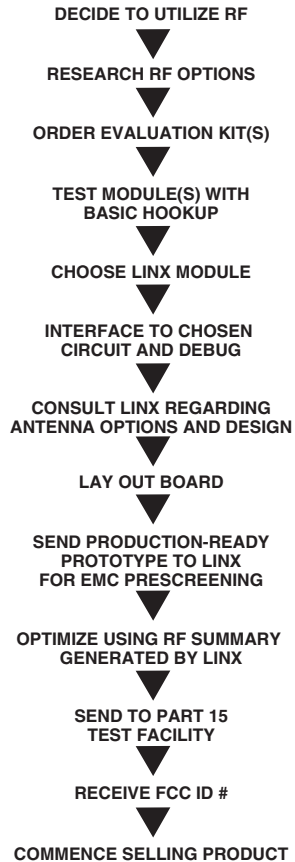 DECIDE TO UTILIZE RF
RESEARCH RF OPTIONS
ORDER EVALUATION KIT(S)
TEST MODULE(S) WITH
BASIC HOOKUP
CHOOSE LINX MODULE
INTERFACE TO CHOSEN
CIRCUIT AND DEBUG
CONSULT LINX REGARDING
ANTENNA OPTIONS AND DESIGN
LAY OUT BOARD
SEND PRODUCTION-READY
PROTOTYPE TO LINX
FOR EMC PRESCREENING
OPTIMIZE USING RF SUMMARY
GENERATED BY LINX
SEND TO PART 15
TEST FACILITY
RECEIVE FCC ID #
COMMENCE SELLING PRODUCT